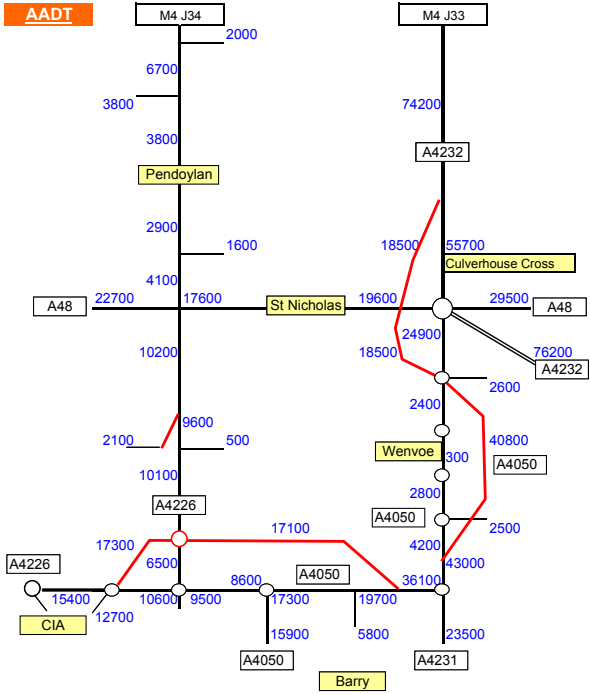 AADT
M4 J34
M4 J33
2000
6700
3800
74200
3800
A4232
Pendoylan
2900
1600
18500
55700
Culverhouse Cross
4100
A48
22700
17600
St Nicholas
19600
29500
A48
24900
10200
18500
76200
A4232
2600
2400
9600
2100
500
40800
Wenvoe
300
A4050
10100
2800
A4226
A4050
17100
2500
17300
4200
A4226
6500
43000
A4050
8600
36100
15400
10600
9500
17300
19700
12700
CIA
15900
5800
23500
A4050
A4231
Barry